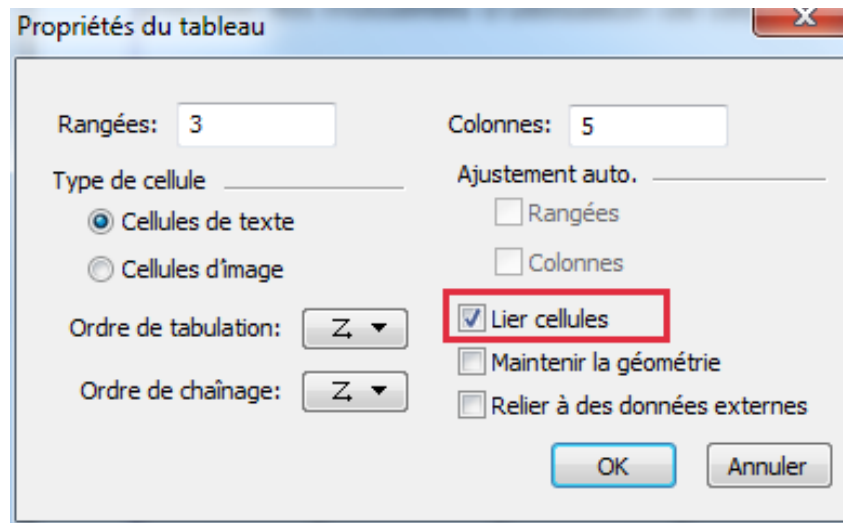 Propriétés du tableau
Rangées: 3 Colonnes: 5
Type de cellule Ajustement auto.
Cellules de texte Rangées
Cellules d'image Colonnes
Ordre de tabulation: Lier cellules
Maintenir la géométrie
Ordre de chaînage: Relier à des données externes
OK Annuler